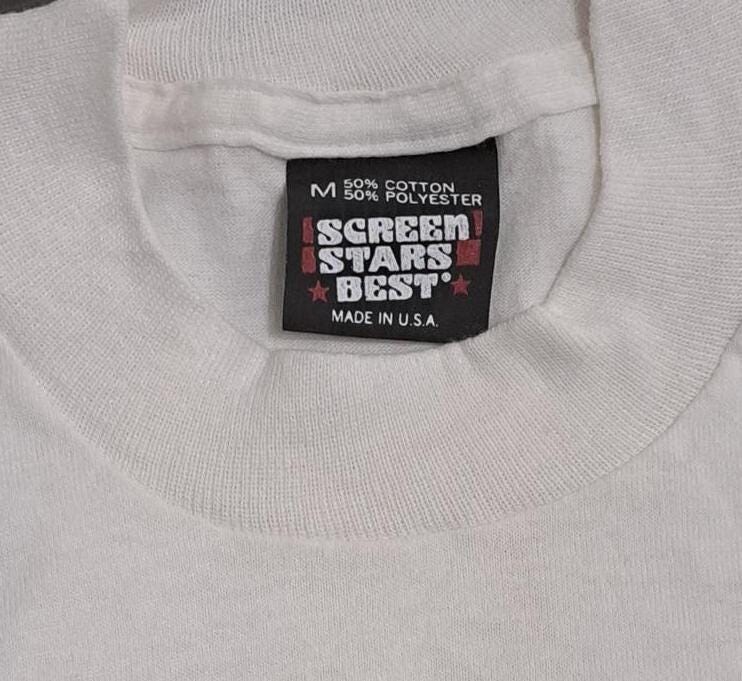 M 50% COTTON
50% POLYESTER
SCREEN
STARS
BEST®
MADE IN U.S.A.